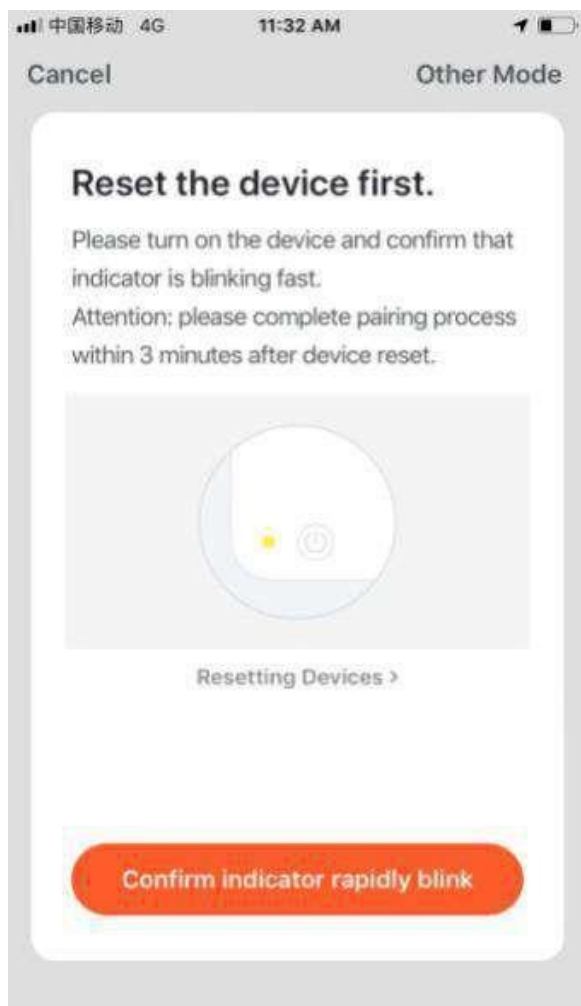 中国移动 4G 11:32 AM
Cancel Other Mode
Reset the device first.
Please turn on the device and confirm that
indicator is blinking fast.
Attention: please complete pairing process
within 3 minutes after device reset.
Resetting Devices >
Confirm indicator rapidly blink